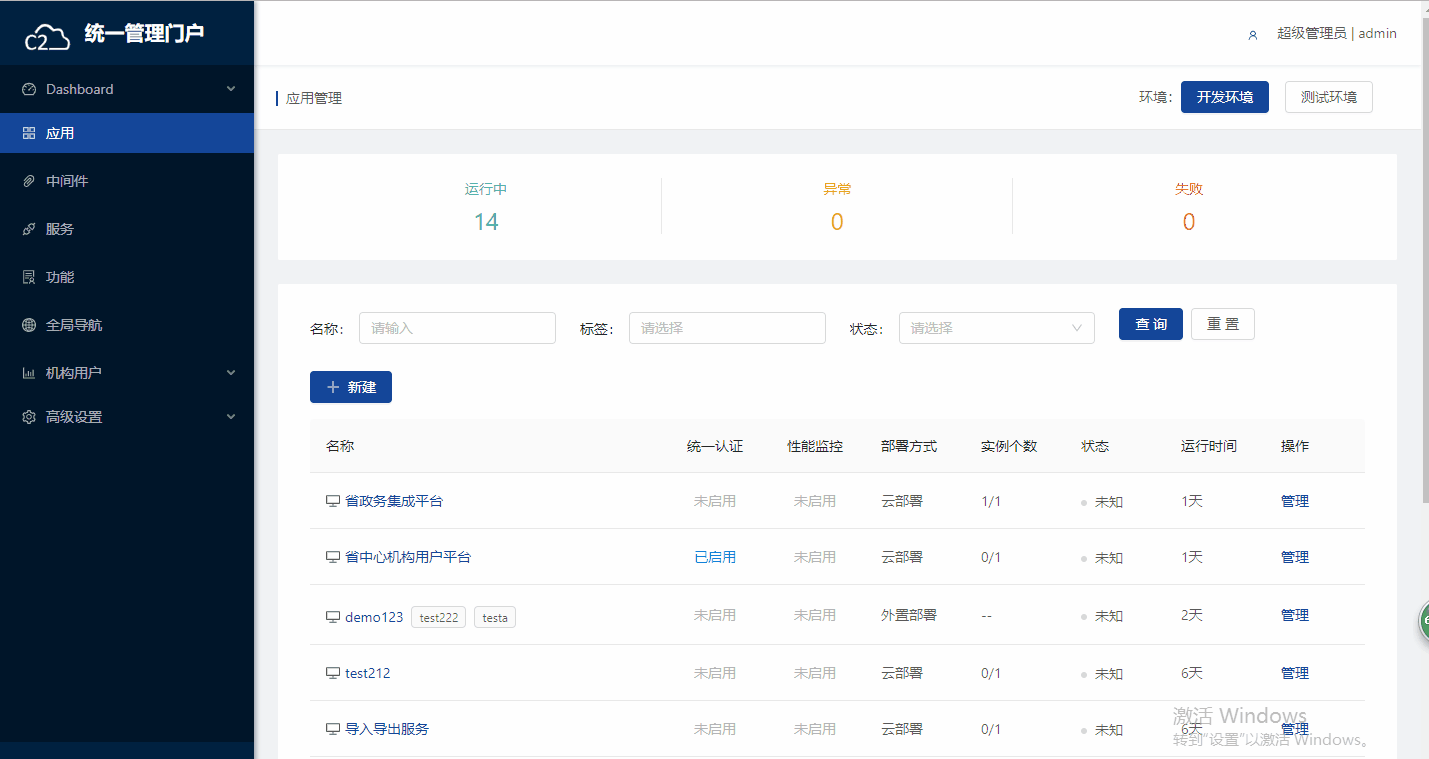 C2 统一管理门户
超级管理员 | admin
Dashboard
应用
中间件
服务
功能
全局导航
机构用户
高级设置
应用管理
环境: 开发环境 测试环境
运行中 异常 失败
14 0 0
名称: 请输入 标签: 请选择 状态: 请选择 查 询 重 置
+ 新建
名称 统一认证 性能监控 部署方式 实例个数 状态 运行时间 操作
省政务集成平台 未启用 未启用 云部署 1/1 未知 1天 管理
省中心机构用户平台 已启用 未启用 云部署 0/1 未知 1天 管理
demo123 test222 testa 未启用 未启用 外置部署 -- 未知 2天 管理
test212 未启用 未启用 云部署 0/1 未知 6天 管理
导入导出服务 未启用 未启用 云部署 0/1 未知 6天 管理
激活 Windows
转到"设置"以激活 Windows。